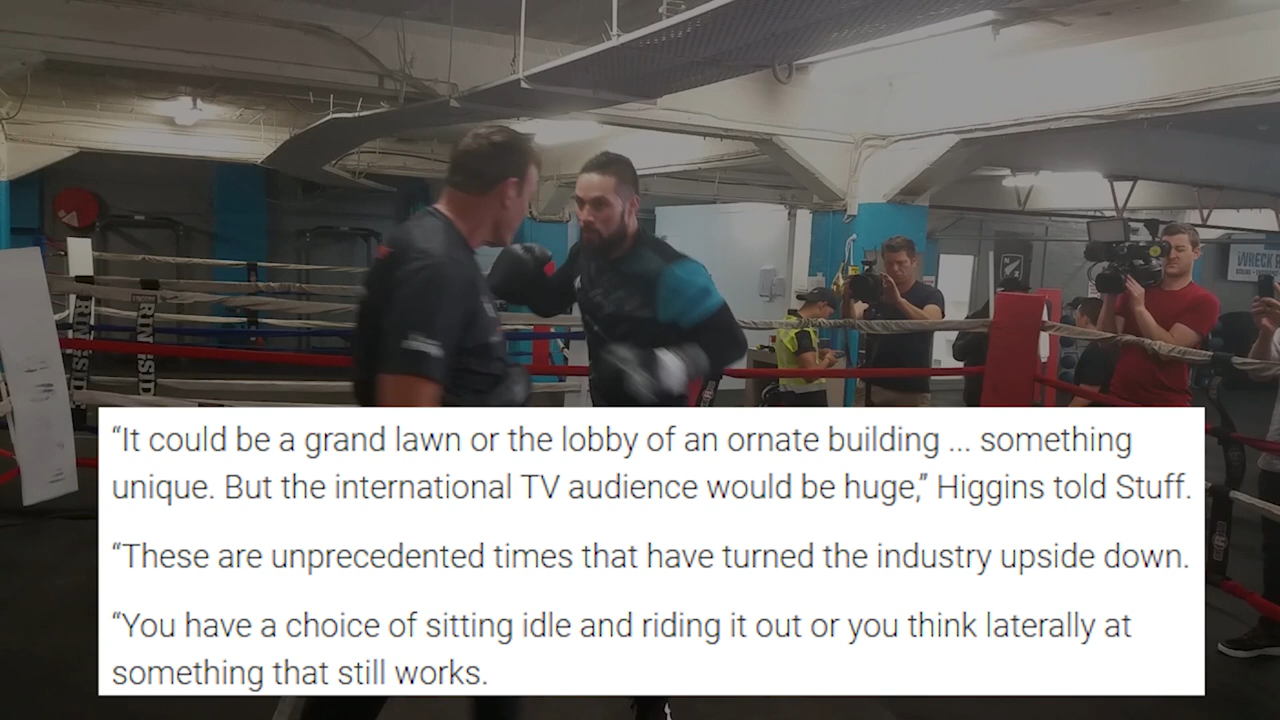 WRECK
RINGSIDE
“It could be a grand lawn or the lobby of an ornate building ... something
unique. But the international TV audience would be huge,” Higgins told Stuff.
“These are unprecedented times that have turned the industry upside down.
“You have a choice of sitting idle and riding it out or you think laterally at
something that still works.